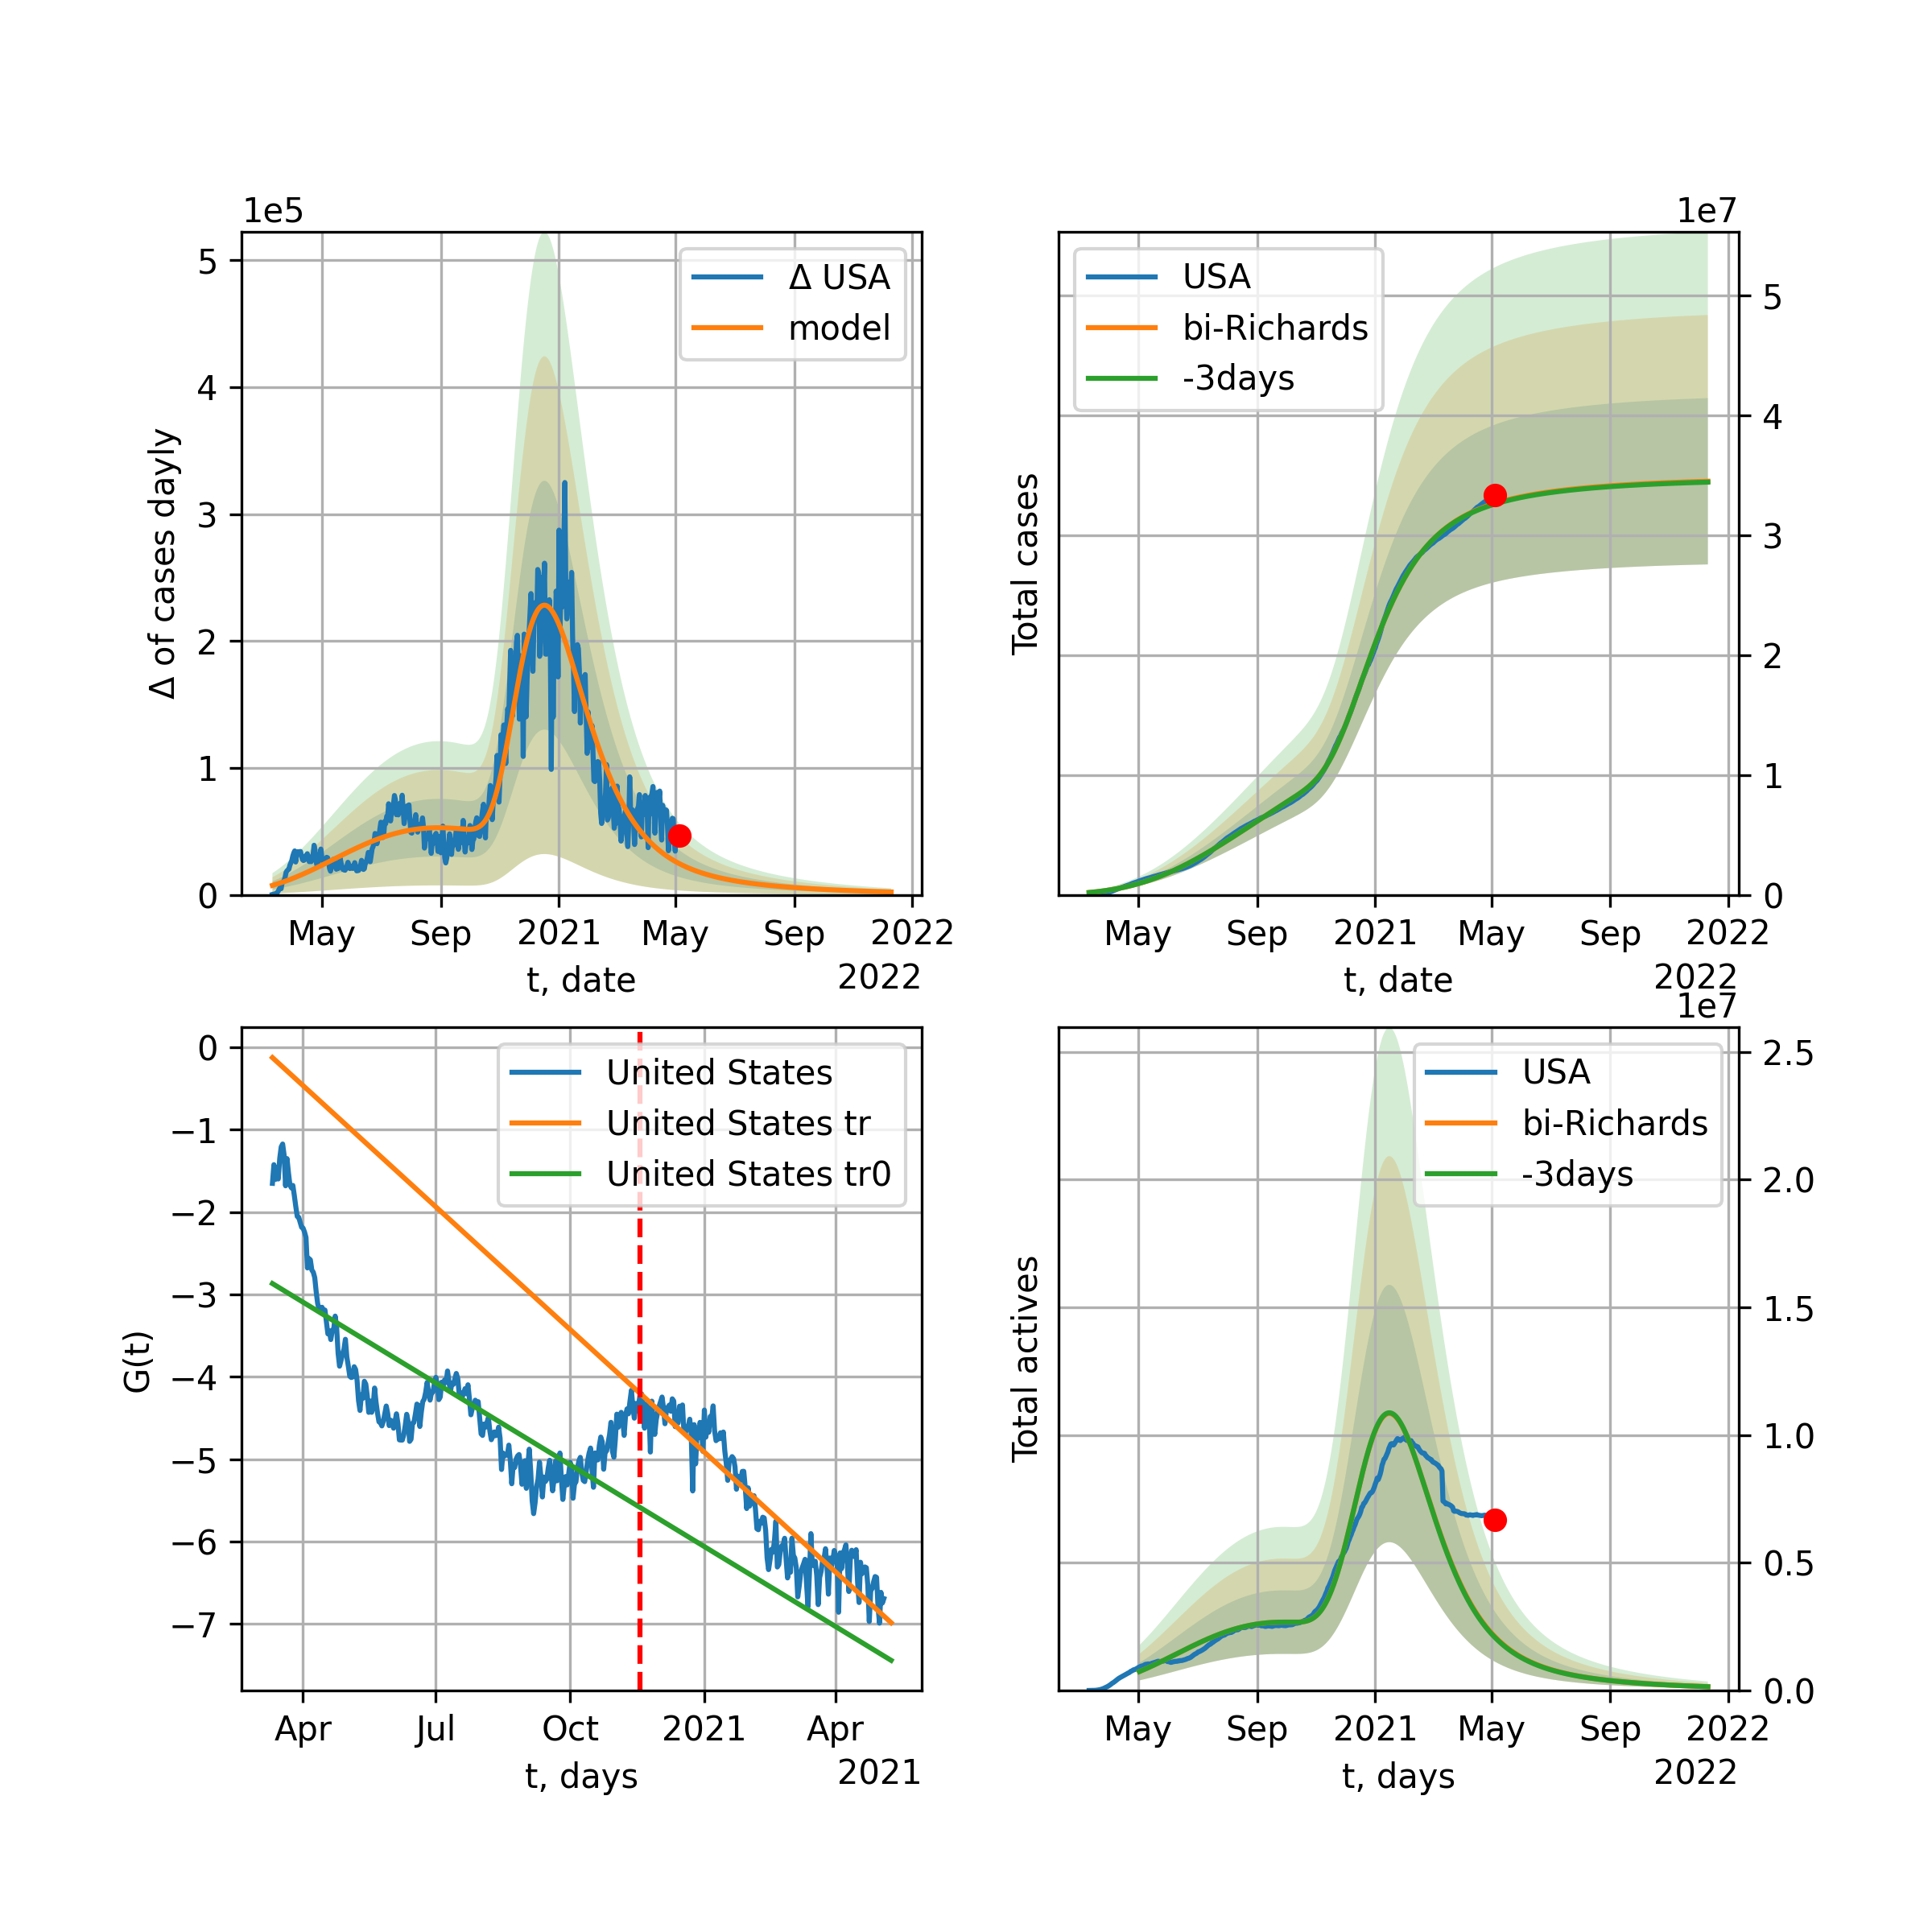 1e5
5
4
3
2
1
0
Δ of cases dayly
Δ USA
model
May Sep 2021 May Sep 2022
t, date
2022
1e7
USA
bi-Richards
-3days
Total cases
5
4
3
2
1
0
May Sep 2021 May Sep 2022
t, date
2022
0
−1
−2
−3
−4
−5
−6
−7
G(t)
United States
United States tr
United States tr0
Apr Jul Oct 2021 Apr
t, days
2021
1e7
USA
bi-Richards
-3days
Total actives
2.5
2.0
1.5
1.0
0.5
0.0
May Sep 2021 May Sep 2022
t, days
2022